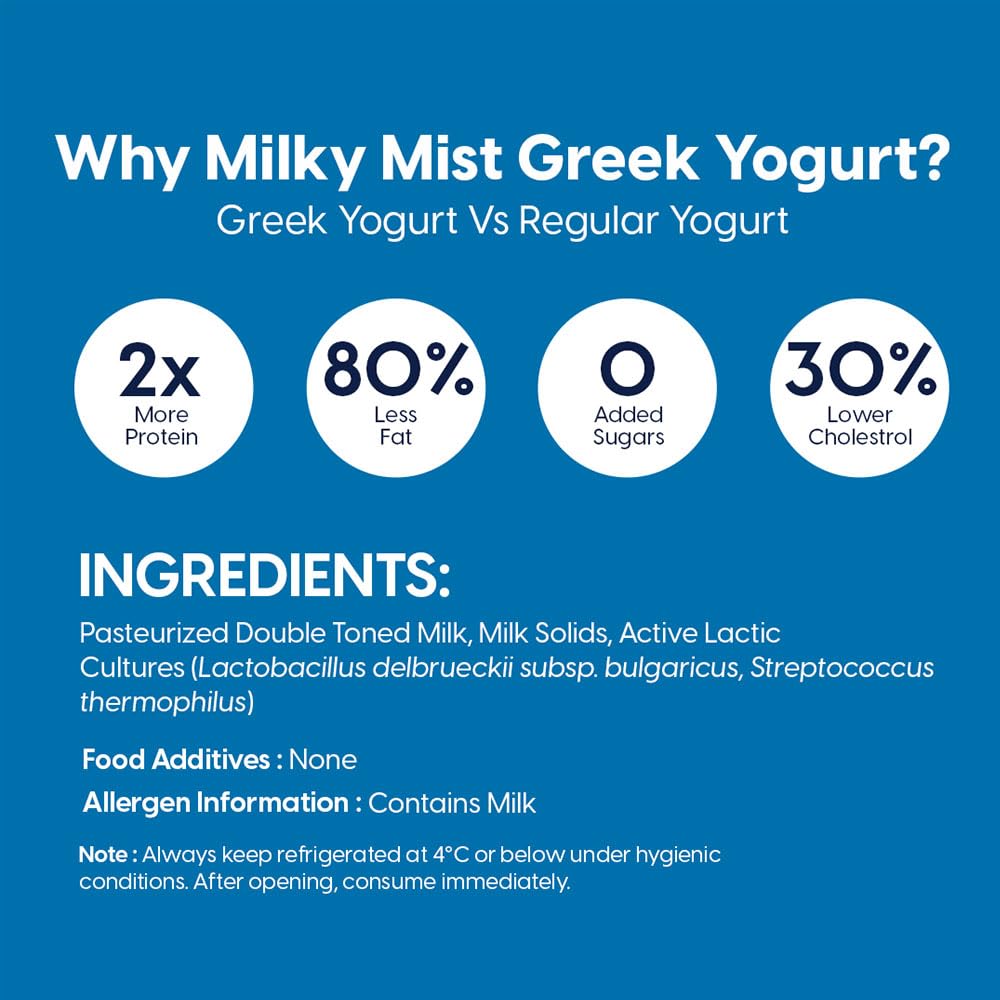 Why Milky Mist Greek Yogurt?
Greek Yogurt Vs Regular Yogurt
2x
More
Protein
80%
Less
Fat
0
Added
Sugars
30%
Lower
Cholestrol
INGREDIENTS:
Pasteurized Double Toned Milk, Milk Solids, Active Lactic
Cultures (Lactobacillus delbrueckii subsp. bulgaricus, Streptococcus
thermophilus)
Food Additives : None
Allergen Information : Contains Milk
Note : Always keep refrigerated at 4°C or below under hygienic
conditions. After opening, consume immediately.